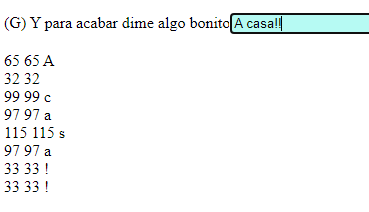 (G) Y para acabar dime algo bonito A casa!!
65 65 A
32 32
99 99 c
97 97 a
115 115 s
97 97 a
33 33 !
33 33 !